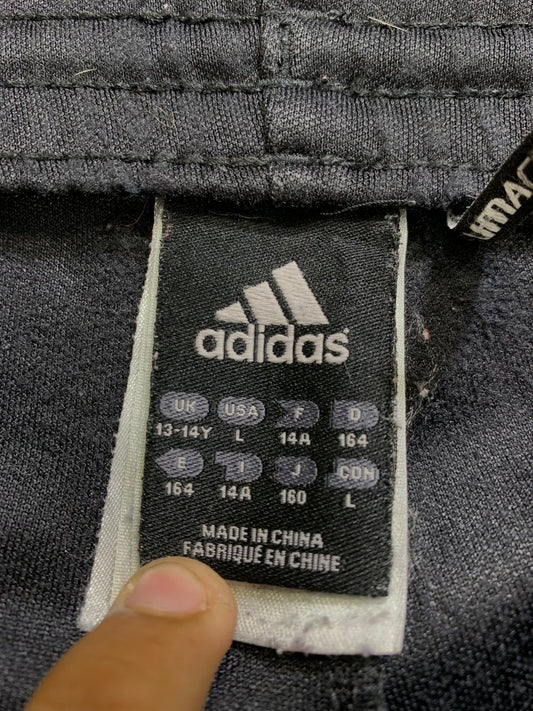 adidas
UK USA F D
13-14Y L 14A 164
E I J CDN
164 14A 160 L
MADE IN CHINA
FABRIQUÉ EN CHINE